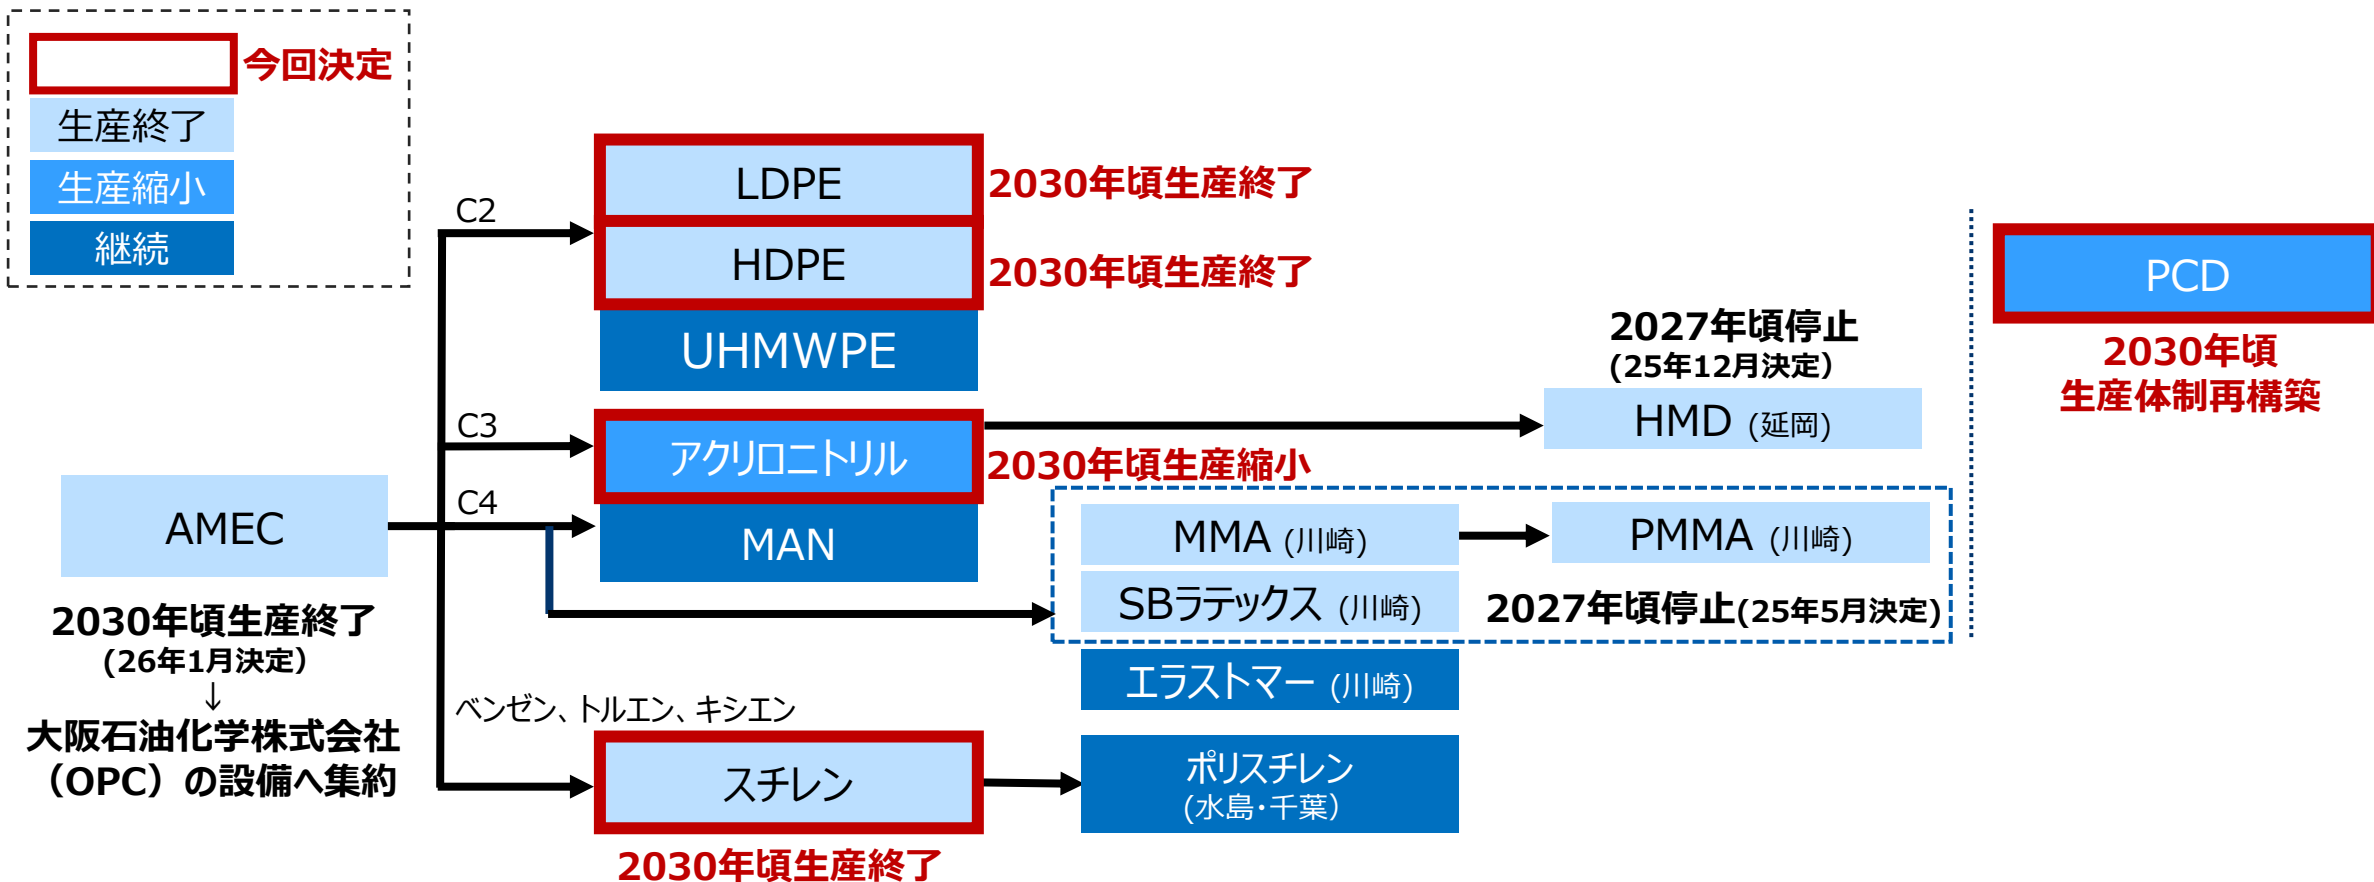 今回決定
生産終了
生産縮小
継続
C2
LDPE
2030年頃生産終了
HDPE
2030年頃生産終了
UHMWPE
C3
アクリロニトリル
2030年頃生産縮小
C4
MAN
AMEC
2030年頃生産終了
(26年1月決定）
↓
大阪石油化学株式会社
（OPC）の設備へ集約
2027年頃停止
(25年12月決定）
HMD (延岡)
MMA (川崎)
PMMA (川崎)
SBラテックス (川崎)
2027年頃停止(25年5月決定)
エラストマー (川崎)
ベンゼン、トルエン、キシエン
スチレン
2030年頃生産終了
ポリスチレン
(水島・千葉）
PCD
2030年頃
生産体制再構築